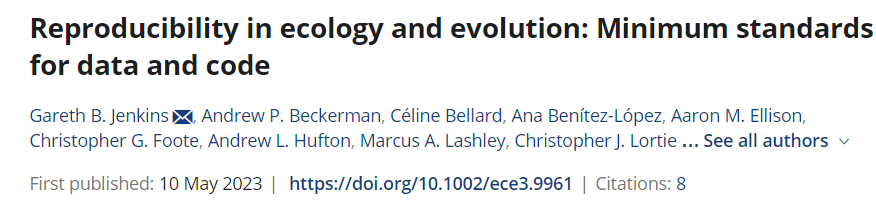 Reproducibility in ecology and evolution: Minimum standards
for data and code
Gareth B. Jenkins, Andrew P. Beckerman, Céline Bellard, Ana Benítez-López, Aaron M. Ellison,
Christopher G. Foote, Andrew L. Hufton, Marcus A. Lashley, Christopher J. Lortie ... See all authors
First published: 10 May 2023 | https://doi.org/10.1002/ece3.9961 | Citations: 8